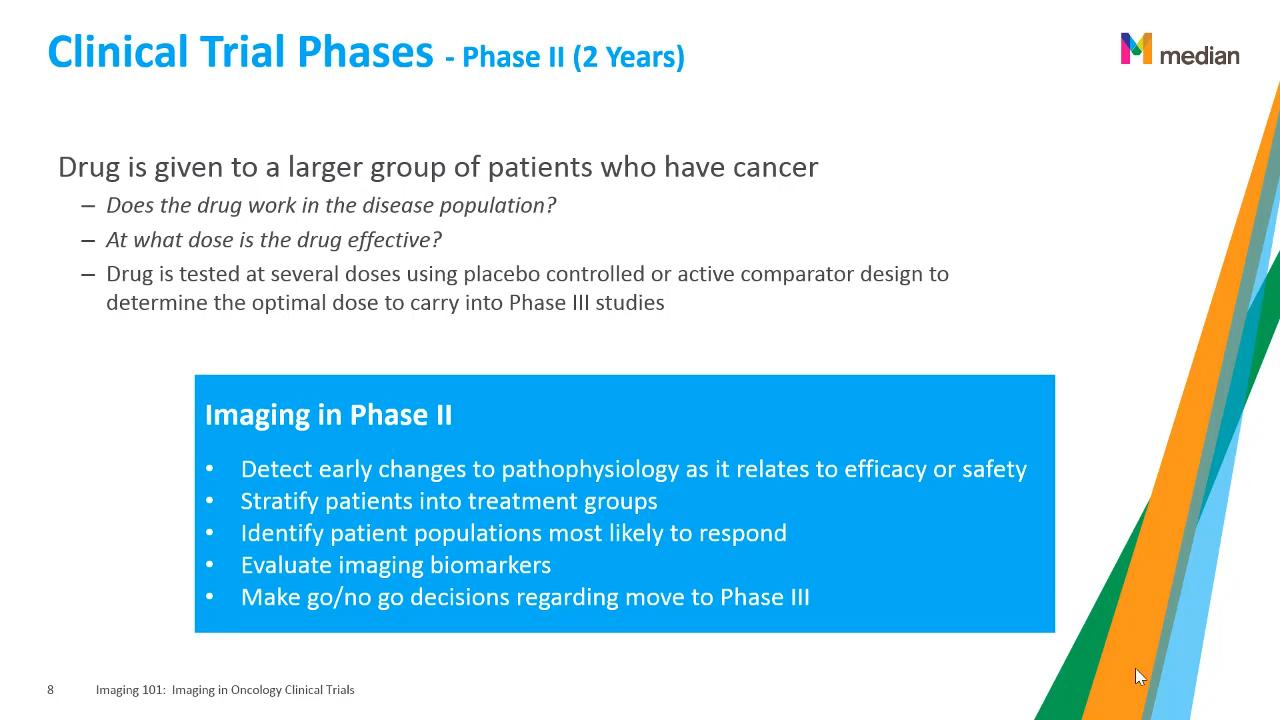 Clinical Trial Phases - Phase II (2 Years)
median
Drug is given to a larger group of patients who have cancer
– Does the drug work in the disease population?
– At what dose is the drug effective?
– Drug is tested at several doses using placebo controlled or active comparator design to
determine the optimal dose to carry into Phase III studies
Imaging in Phase II
• Detect early changes to pathophysiology as it relates to efficacy or safety
• Stratify patients into treatment groups
• Identify patient populations most likely to respond
• Evaluate imaging biomarkers
• Make go/no go decisions regarding move to Phase III
8 Imaging 101: Imaging in Oncology Clinical Trials